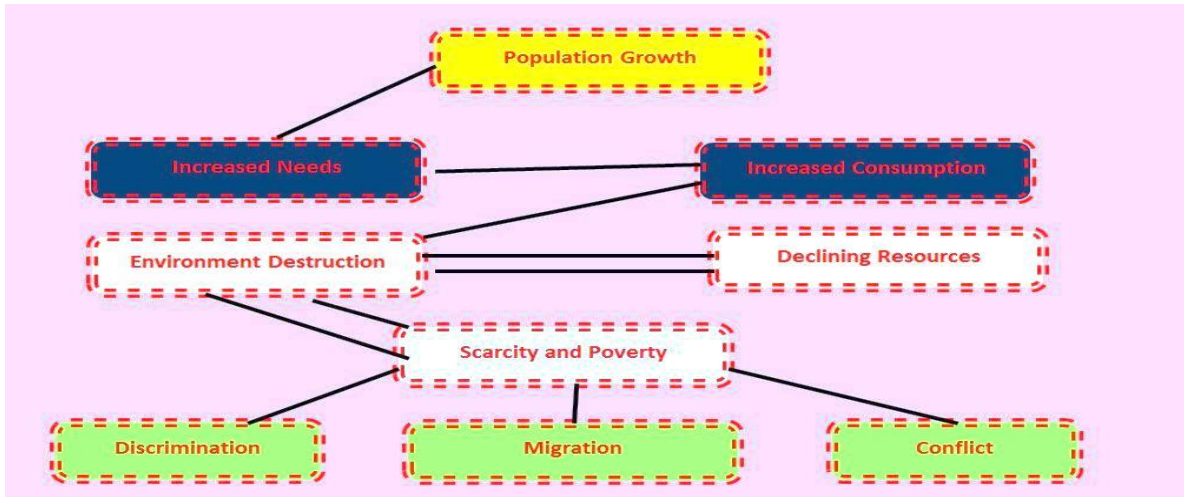 Population Growth
Increased Needs
Increased Consumption
Environment Destruction
Declining Resources
Scarcity and Poverty
Discrimination
Migration
Conflict